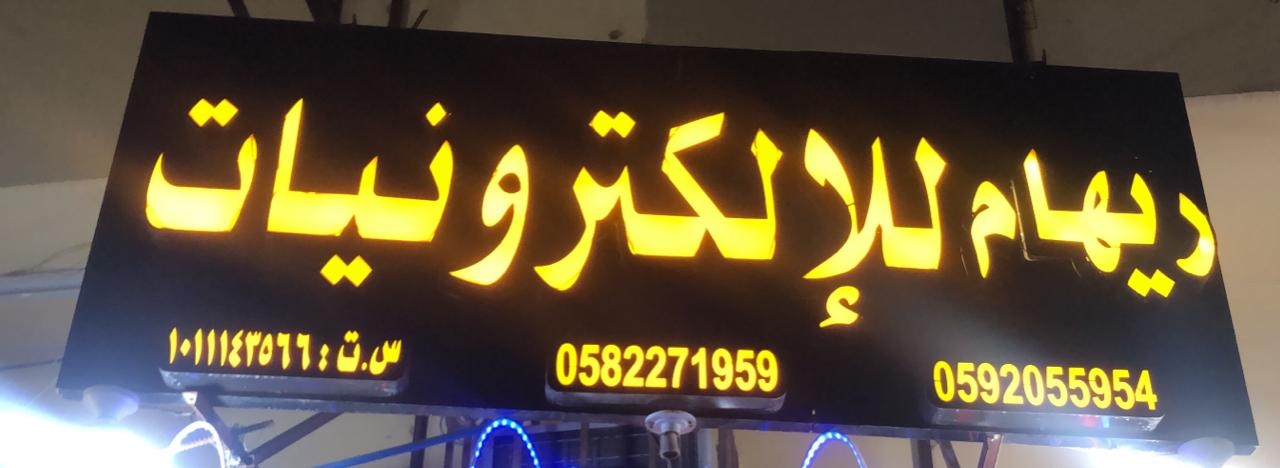 ريهام للإلكترونيات
0592055954 0582271959 س.ت : ١٠١١١٤٣٥٦٦